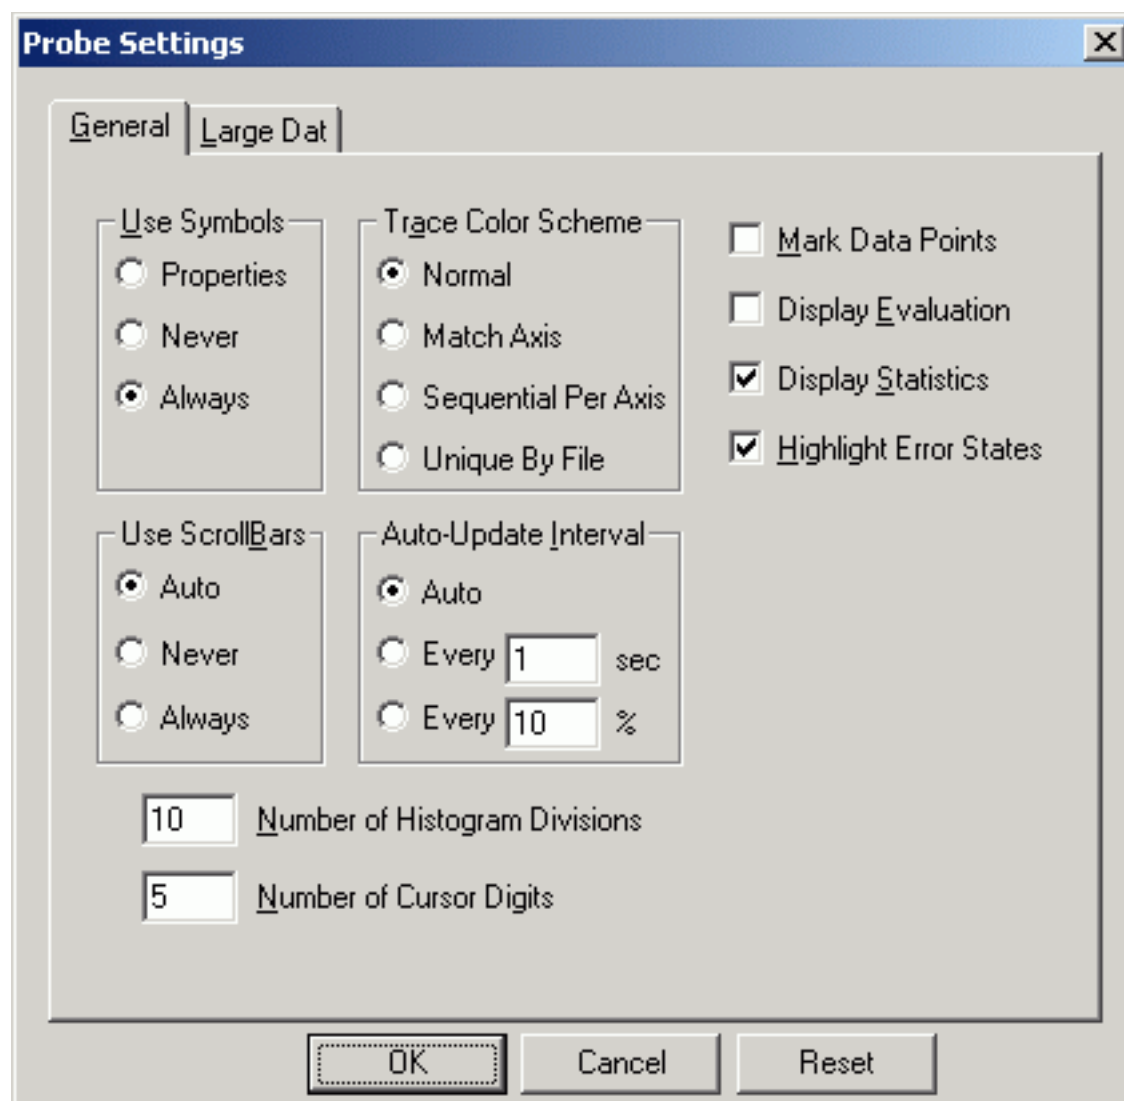 Probe Settings
General
Large Dat
Use Symbols
Properties
Never
Always
Trace Color Scheme
Normal
Match Axis
Sequential Per Axis
Unique By File
Mark Data Points
Display Evaluation
Display Statistics
Highlight Error States
Use ScrollBars
Auto
Never
Always
Auto-Update Interval
Auto
Every 1 sec
Every 10 %
10 Number of Histogram Divisions
5 Number of Cursor Digits
OK
Cancel
Reset